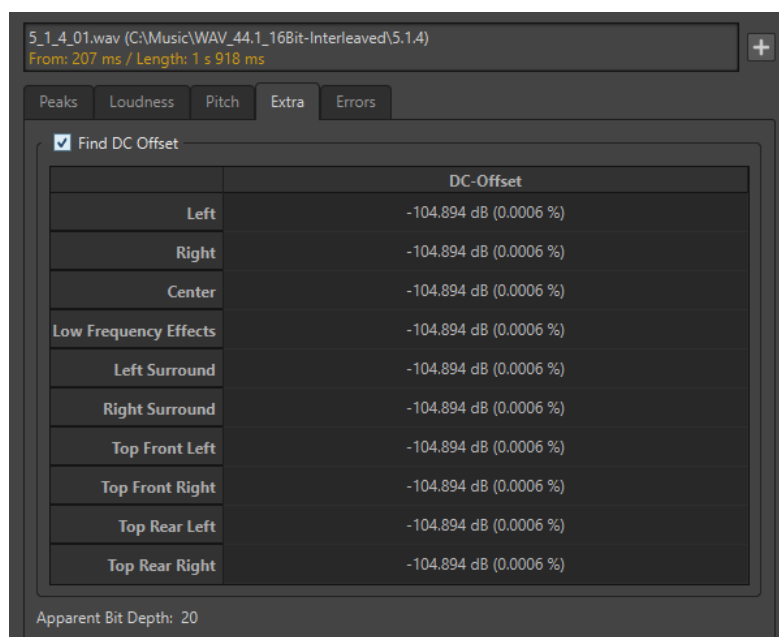 5_1_4_01.wav (C:\Music\WAV_44.1_16Bit-Interleaved\5.1.4)
From: 207 ms / Length: 1 s 918 ms
Peaks Loudness Pitch Extra Errors
Find DC Offset
DC-Offset
Left -104.894 dB (0.0006 %)
Right -104.894 dB (0.0006 %)
Center -104.894 dB (0.0006 %)
Low Frequency Effects -104.894 dB (0.0006 %)
Left Surround -104.894 dB (0.0006 %)
Right Surround -104.894 dB (0.0006 %)
Top Front Left -104.894 dB (0.0006 %)
Top Front Right -104.894 dB (0.0006 %)
Top Rear Left -104.894 dB (0.0006 %)
Top Rear Right -104.894 dB (0.0006 %)
Apparent Bit Depth: 20